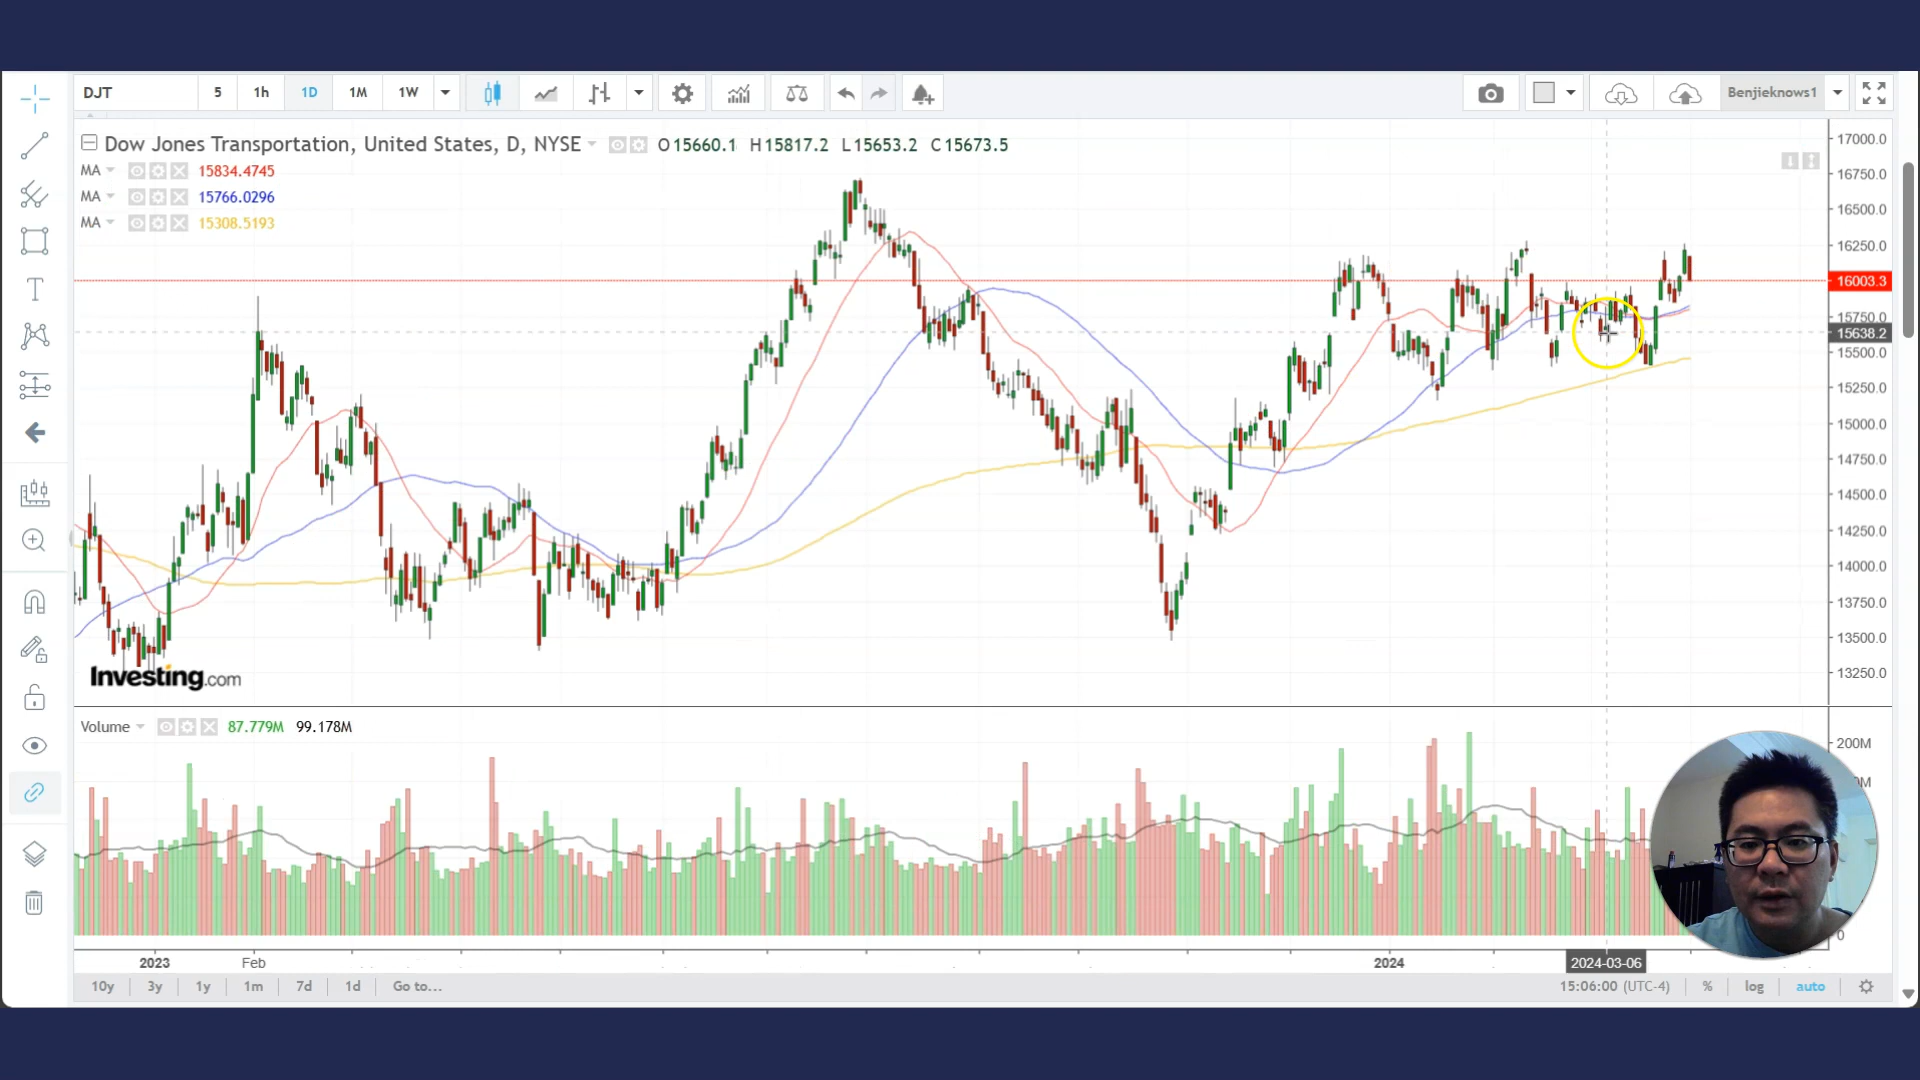 DJT 5 1h 1D 1M 1W Benjieknows1
Dow Jones Transportation, United States, D, NYSE O15660.1 H15817.2 L15653.2 C15673.5
MA 15834.4745
MA 15766.0296
MA 15308.5193
17000.0
16750.0
16500.0
16250.0
16003.3
15750.0
15638.2
15500.0
15250.0
15000.0
14750.0
14500.0
14250.0
14000.0
13750.0
13500.0
13250.0
Investing.com
Volume 87.779M 99.178M
200M
0
2023 Feb 2024 2024-03-06
10y 3y 1y 1m 7d 1d Go to... 15:06:00 (UTC-4) % log auto